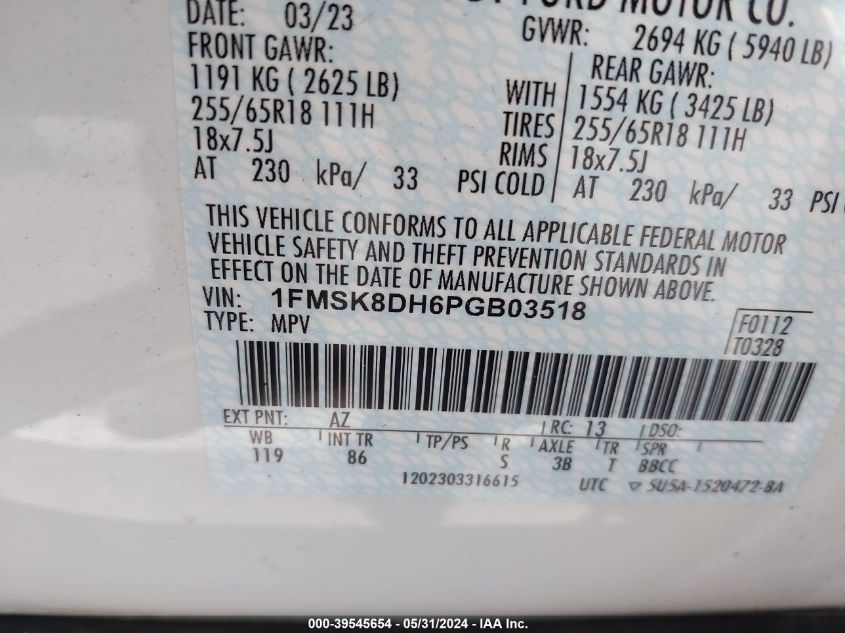 FORD MOTOR CO.
DATE: 03/23 GVWR: 2694 KG ( 5940 LB)
FRONT GAWR: REAR GAWR:
1191 KG ( 2625 LB) WITH 1554 KG ( 3425 LB)
255/65R18 111H TIRES 255/65R18 111H
18x7.5J RIMS 18x7.5J
AT 230 kPa/ 33 PSI COLD AT 230 kPa/ 33 PSI
THIS VEHICLE CONFORMS TO ALL APPLICABLE FEDERAL MOTOR
VEHICLE SAFETY AND THEFT PREVENTION STANDARDS IN
EFFECT ON THE DATE OF MANUFACTURE SHOWN ABOVE.
VIN: 1FMSK8DH6PGB03518
TYPE: MPV
F0112
T0328
EXT PNT: AZ RC: 13 DSO:
WB INT TR TP/PS R AXLE TR SPR
119 86 S 3B T BBCC
1202303316615 UTC ▽ 5U5A-1520472-BA
000-39545654 - 05/31/2024 - IAA Inc.